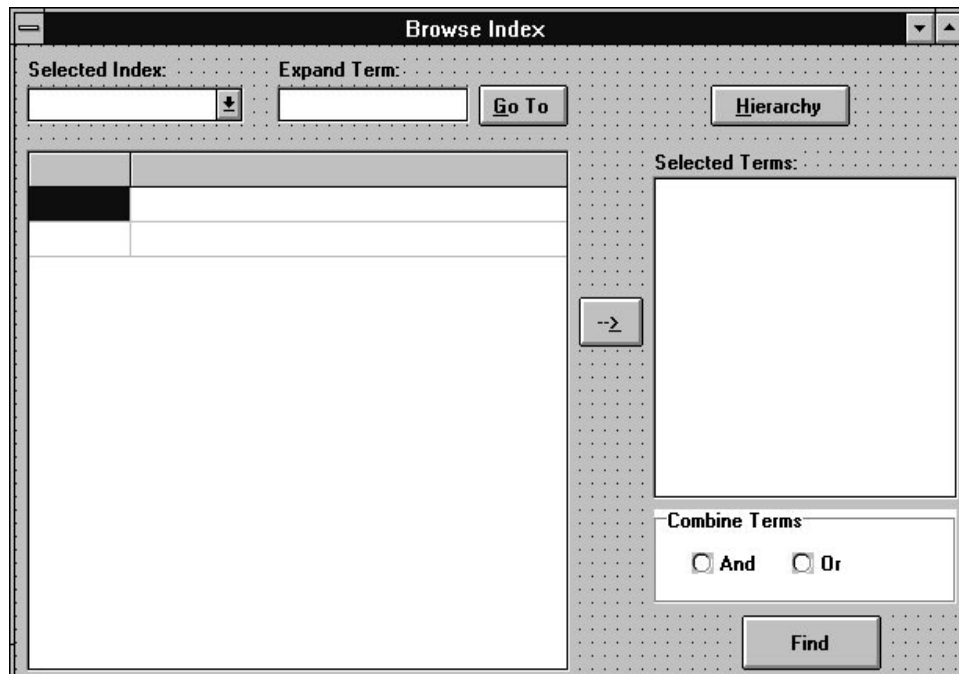 Browse Index
Selected Index:
Expand Term:
Go To
Hierarchy
Selected Terms:
-->
Combine Terms
And
Or
Find